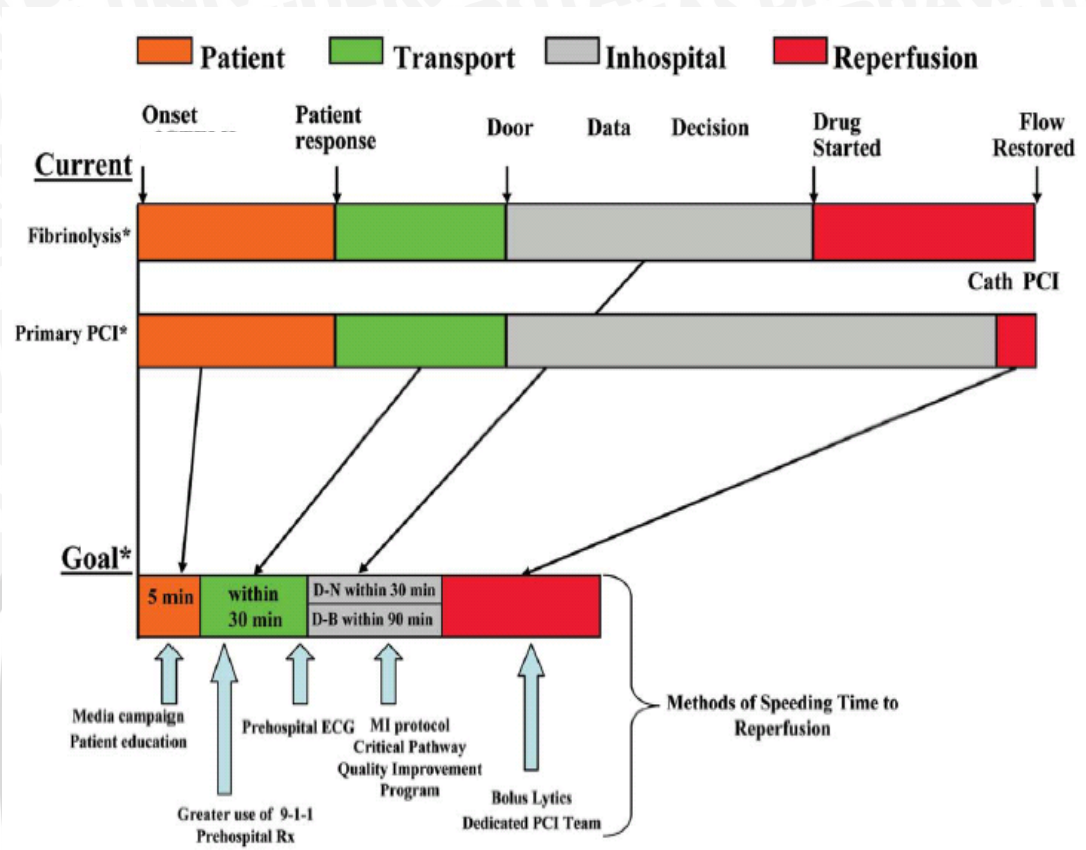 Patient
Transport
Inhospital
Reperfusion
Onset
Patient
response
Door
Data
Decision
Drug
Started
Flow
Restored
Current
Fibrinolysis*
Cath PCI
Primary PCI*
Goal*
5 min
within
30 min
D-N within 30 min
D-B within 90 min
Media campaign
Patient education
Prehospital ECG
MI protocol
Critical Pathway
Quality Improvement
Program
Greater use of 9-1-1
Prehospital Rx
Bolus Lytics
Dedicated PCI Team
Methods of Speeding Time to
Reperfusion